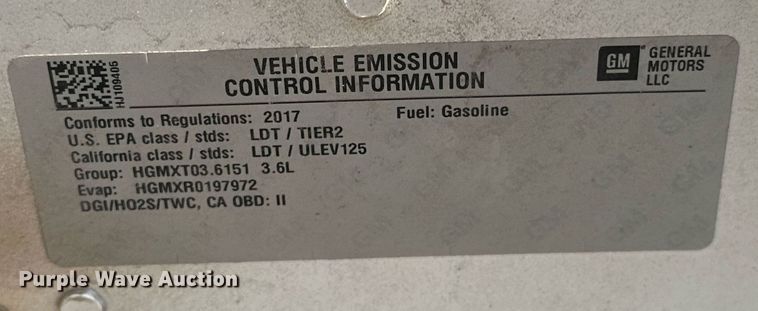 HJ109405
VEHICLE EMISSION
CONTROL INFORMATION
GM
GENERAL
MOTORS
LLC
Conforms to Regulations: 2017 Fuel: Gasoline
U.S. EPA class / stds: LDT / TIER2
California class / stds: LDT / ULEV125
Group: HGMXT03.6151 3.6L
Evap: HGMXR0197972
DGI/HO2S/TWC, CA OBD: II
Purple Wave Auction